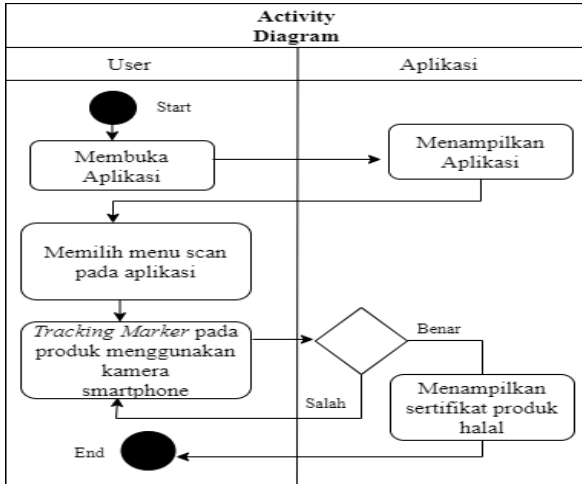 Activity
Diagram
User
Aplikasi
Start
Membuka
Aplikasi
Menampilkan
Aplikasi
Memilih menu scan
pada aplikasi
Tracking Marker pada
produk menggunakan
kamera
smartphone
Benar
Salah
Menampilkan
sertifikat produk
halal
End